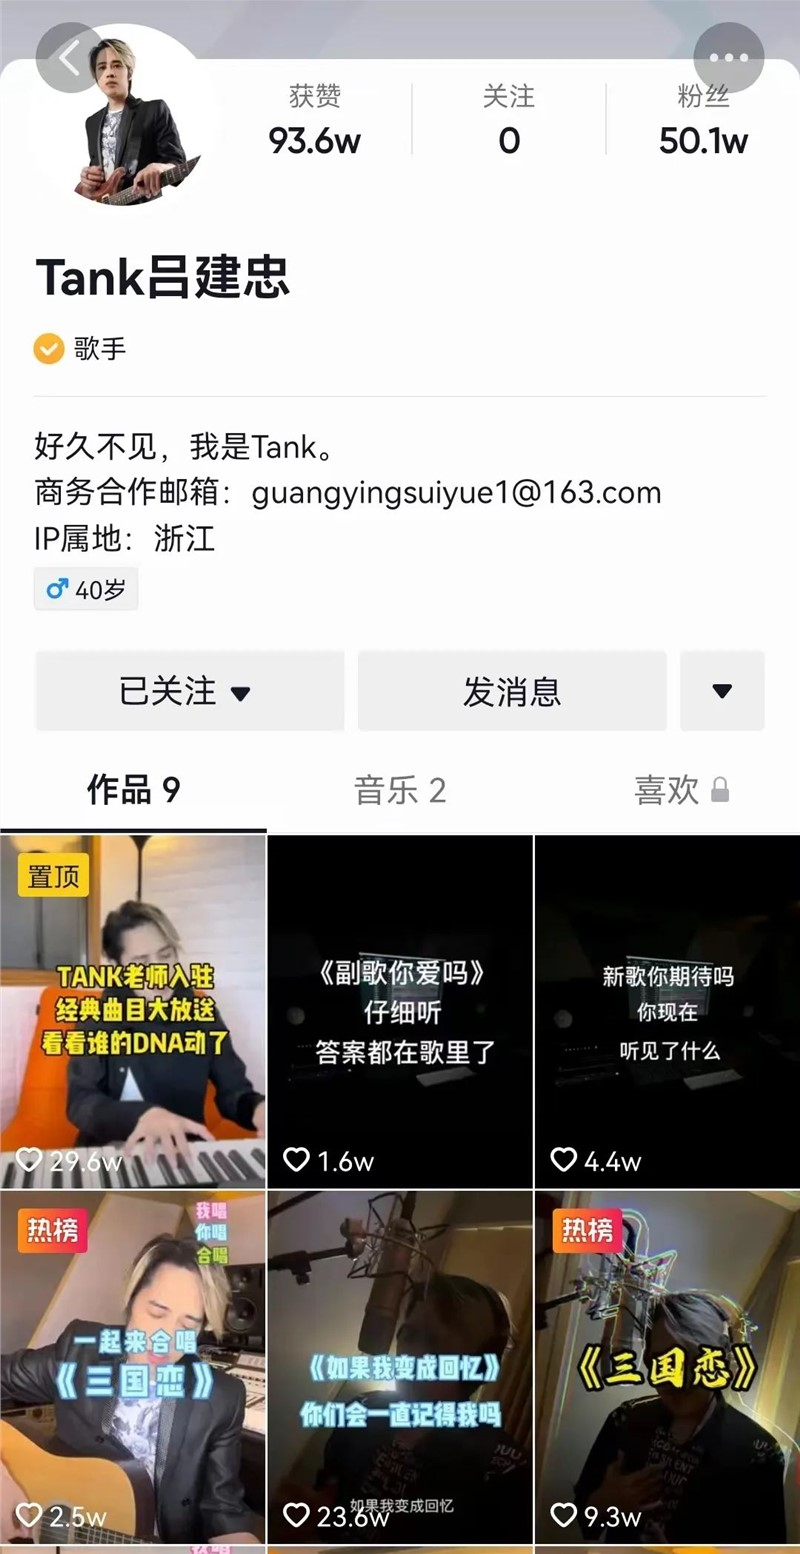 获赞
关注
粉丝
93.6w
0
50.1w
Tank吕建忠
歌手
好久不见，我是Tank。
商务合作邮箱：guangyingsuiyue1@163.com
IP属地：浙江
40岁
已关注
发消息
作品 9
音乐 2
喜欢
置顶
TANK老师入驻
经典曲目大放送
看看谁的DNA动了
29.6w
《副歌你爱吗》
仔细听
答案都在歌里了
1.6w
新歌你期待吗
你现在
听见了什么
4.4w
热榜
我唱
你唱
合唱
一起来合唱
《三国恋》
2.5w
《如果我变成回忆》
你们会一直记得我吗
如果我变成回忆
23.6w
热榜
《三国恋》
9.3w